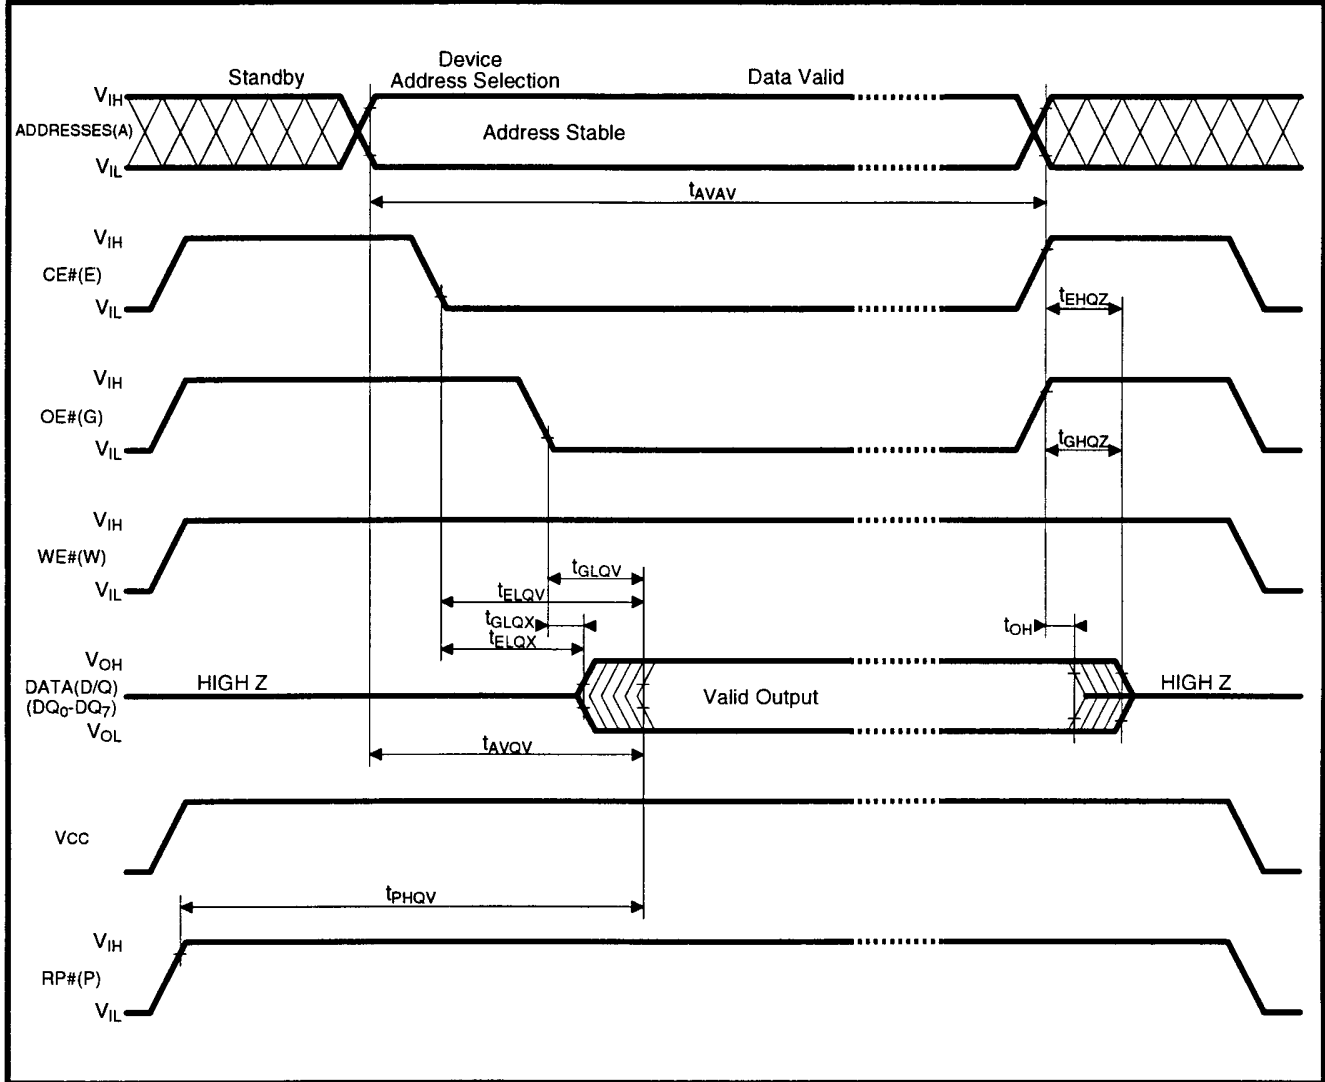 Standby
Device
Address Selection
Data Valid
VIH
ADDRESSES(A)
VIL
Address Stable
tAVAV
VIH
CE#(E)
VIL
tEHQZ
VIH
OE#(G)
VIL
tGHQZ
VIH
WE#(W)
VIL
tGLQV
tELQV
tGLQX
tELQX
tOH
VOH
DATA(D/Q)
(DQ0-DQ7)
VOL
HIGH Z
Valid Output
HIGH Z
tAVQV
VCC
tPHQV
VIH
RP#(P)
VIL